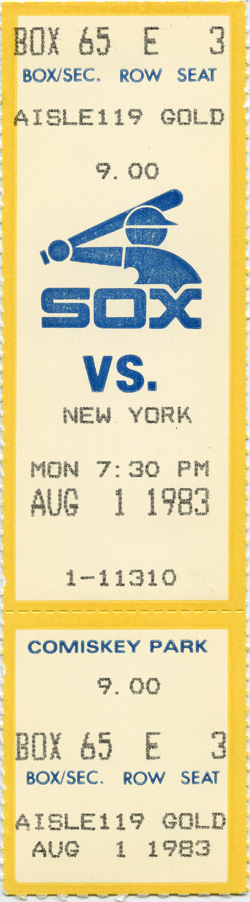 BOX 65 E 3
BOX/SEC. ROW SEAT
AISLE119 GOLD
9.00
SOX
VS.
NEW YORK
MON 7:30 PM
AUG 1 1983
1-11310
COMISKEY PARK
9.00
BOX 65 E 3
BOX/SEC. ROW SEAT
AISLE119 GOLD
AUG 1 1983